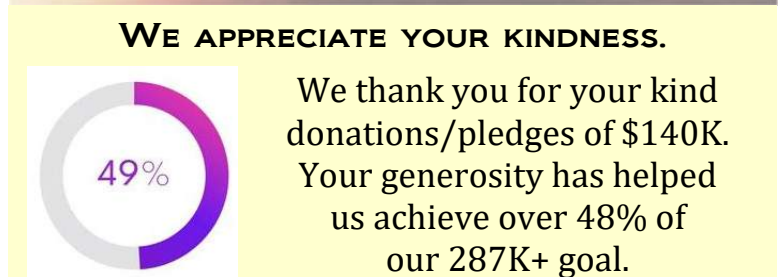 WE APPRECIATE YOUR KINDNESS.
49%
We thank you for your kind
donations/pledges of $140K.
Your generosity has helped
us achieve over 48% of
our 287K+ goal.